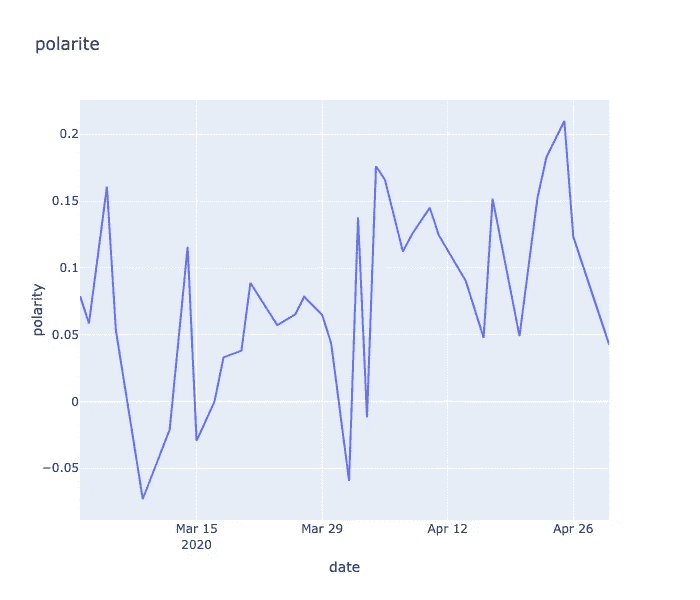 polarite
0.2
0.15
0.1
0.05
0
−0.05
polarity
Mar 15
2020
Mar 29
Apr 12
Apr 26
date